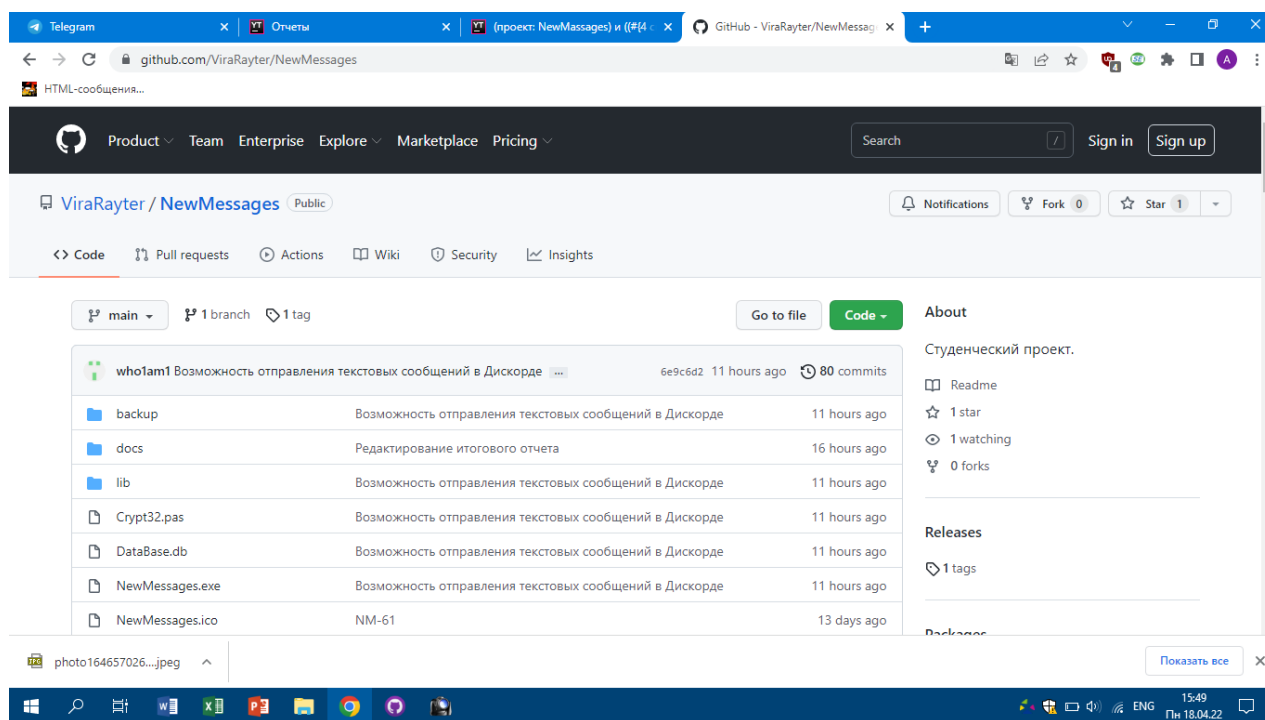 Telegram
Отчеты
(проект: NewMassages) и ((#{4 с
GitHub - ViraRayter/NewMessag
github.com/ViraRayter/NewMessages
4
A
HTML-сообщения...
Product Team Enterprise Explore Marketplace Pricing
Search /
Sign in Sign up
ViraRayter / NewMessages Public
Notifications Fork 0 Star 1
<> Code Pull requests Actions Wiki Security Insights
main 1 branch 1 tag
Go to file Code
who1am1 Возможность отправления текстовых сообщений в Дискорде ... 6e9c6d2 11 hours ago 80 commits
backup Возможность отправления текстовых сообщений в Дискорде 11 hours ago
docs Редактирование итогового отчета 16 hours ago
lib Возможность отправления текстовых сообщений в Дискорде 11 hours ago
Crypt32.pas Возможность отправления текстовых сообщений в Дискорде 11 hours ago
DataBase.db Возможность отправления текстовых сообщений в Дискорде 11 hours ago
NewMessages.exe Возможность отправления текстовых сообщений в Дискорде 11 hours ago
NewMessages.ico NM-61 13 days ago
About
Студенческий проект.
Readme
1 star
1 watching
0 forks
Releases
1 tags
Packages
photo164657026....jpeg
Показать все
ENG
15:49
Пн 18.04.22